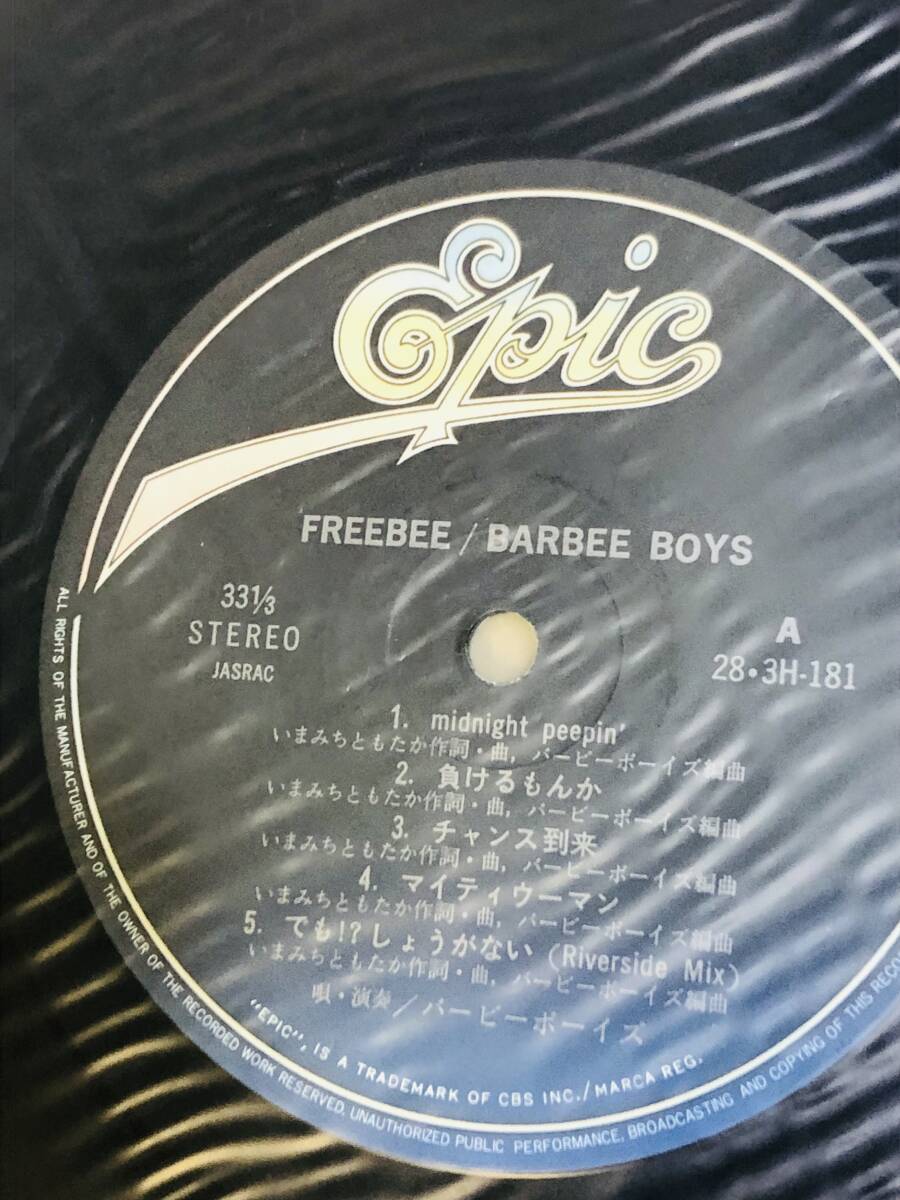 Epic
FREEBEE / BARBEE BOYS
33⅓
STEREO
JASRAC
A
28・3H-181
1. midnight peepin'
いまみちともたか作詞・曲, バービーボーイズ編曲
2. 負けるもんか
いまみちともたか作詞・曲, バービーボーイズ編曲
3. チャンス到来
いまみちともたか作詞・曲, バービーボーイズ編曲
4. マイティウーマン
いまみちともたか作詞・曲, バービーボーイズ編曲
5. でも!?しょうがない (Riverside Mix)
いまみちともたか作詞・曲, バービーボーイズ編曲
唄・演奏/バービーボーイズ
"EPIC", IS A TRADEMARK OF CBS INC./MARCA REG.
ALL RIGHTS OF THE MANUFACTURER AND OF THE OWNER OF THE RECORDED WORK RESERVED. UNAUTHORIZED PUBLIC PERFORMANCE, BROADCASTING AND COPYING OF THIS RECO